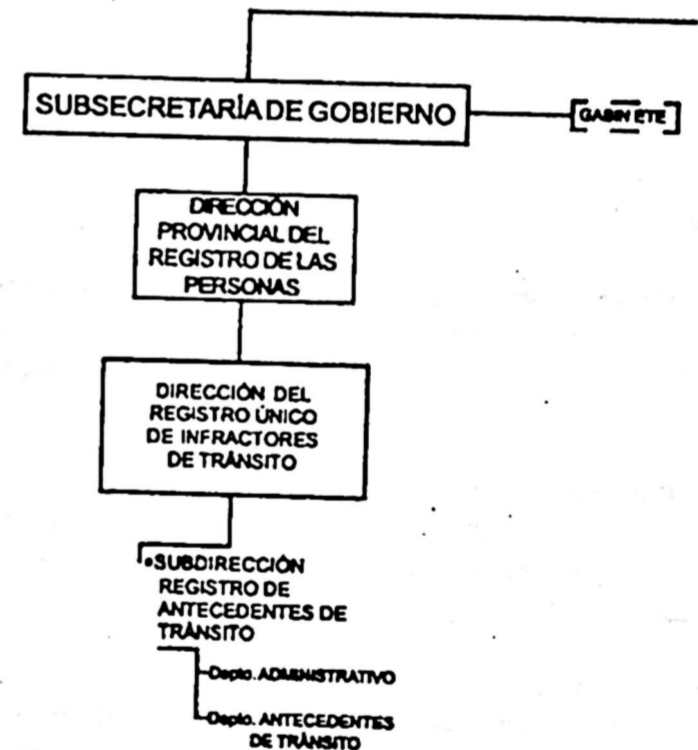 SUBSECRETARÍA DE GOBIERNO
GABINETE
DIRECCIÓN
PROVINCIAL DEL
REGISTRO DE LAS
PERSONAS
DIRECCIÓN DEL
REGISTRO ÚNICO
DE INFRACTORES
DE TRÁNSITO
•SUBDIRECCIÓN
REGISTRO DE
ANTECEDENTES DE
TRÁNSITO
Depto. ADMINISTRATIVO
Depto. ANTECEDENTES
DE TRÁNSITO